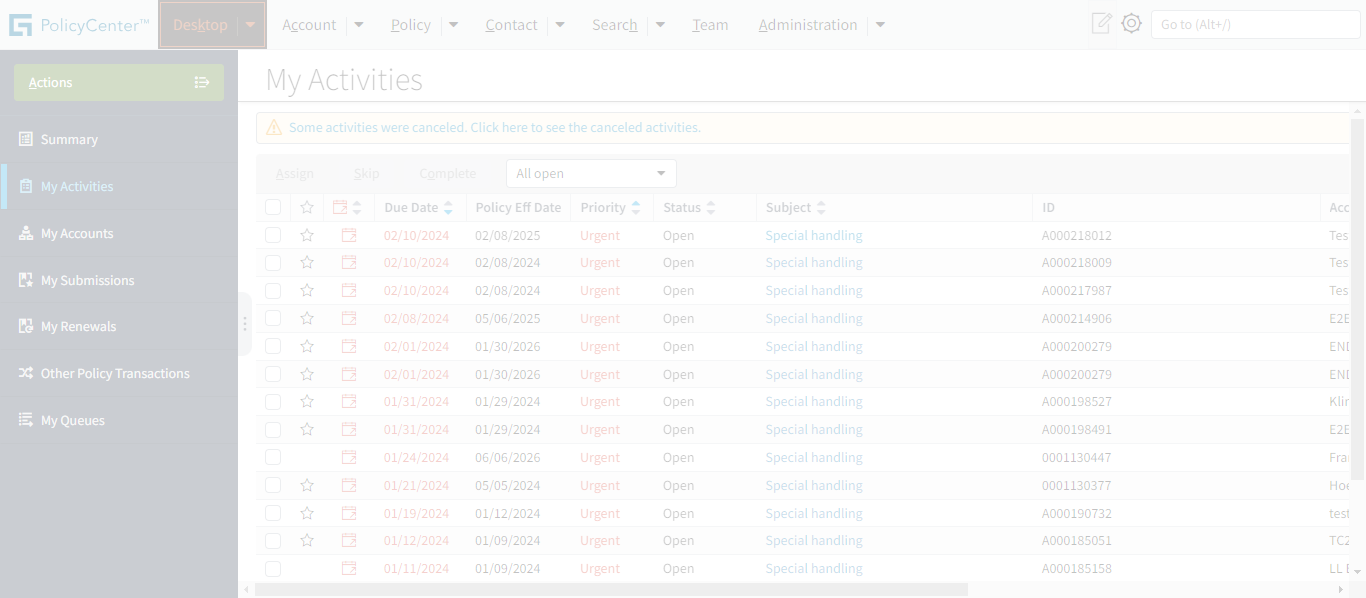 PolicyCenter™ Desktop Account Policy Contact Search Team Administration Go to (Alt+/)
Actions
Summary
My Activities
My Accounts
My Submissions
My Renewals
Other Policy Transactions
My Queues
My Activities
Some activities were canceled. Click here to see the canceled activities.
Assign Skip Complete All open
Due Date Policy Eff Date Priority Status Subject ID Acc
02/10/2024 02/08/2025 Urgent Open Special handling A000218012 Tes
02/10/2024 02/08/2024 Urgent Open Special handling A000218009 Tes
02/10/2024 02/08/2024 Urgent Open Special handling A000217987 Tes
02/08/2024 05/06/2025 Urgent Open Special handling A000214906 E2E
02/01/2024 01/30/2026 Urgent Open Special handling A000200279 END
02/01/2024 01/30/2026 Urgent Open Special handling A000200279 END
01/31/2024 01/29/2024 Urgent Open Special handling A000198527 Klin
01/31/2024 01/29/2024 Urgent Open Special handling A000198491 E2E
01/24/2024 06/06/2026 Urgent Open Special handling 0001130447 Fra
01/21/2024 05/05/2024 Urgent Open Special handling 0001130377 Hoe
01/19/2024 01/12/2024 Urgent Open Special handling A000190732 test
01/12/2024 01/09/2024 Urgent Open Special handling A000185051 TC2
01/11/2024 01/09/2024 Urgent Open Special handling A000185158 LL E